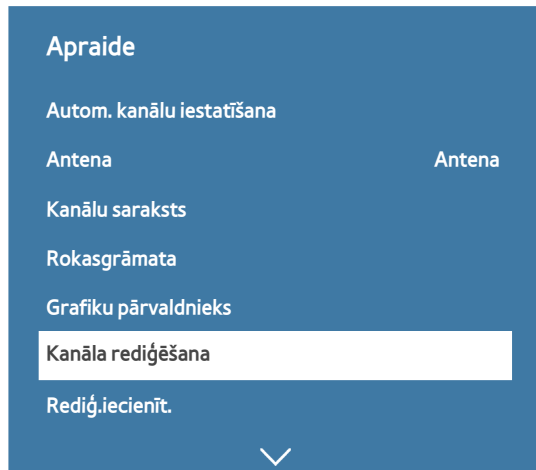 Apraide
Autom. kanālu iestatīšana
Antena Antena
Kanālu saraksts
Rokasgrāmata
Grafiku pārvaldnieks
Kanāla rediģēšana
Rediģ.iecienīt.